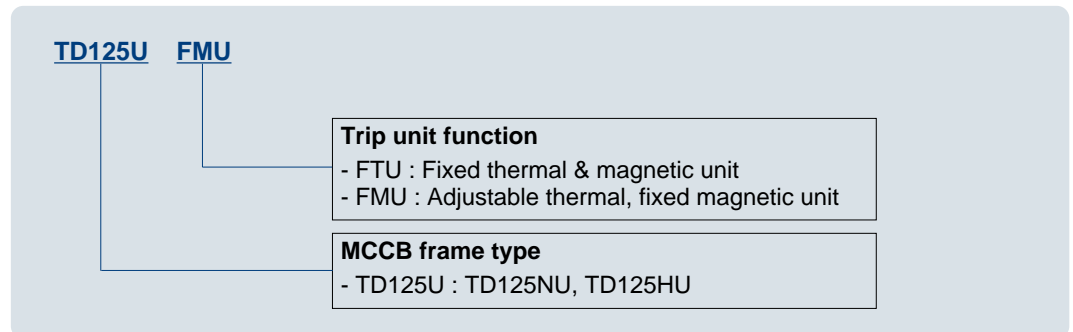 TD125U FMU
Trip unit function
- FTU : Fixed thermal & magnetic unit
- FMU : Adjustable thermal, fixed magnetic unit
MCCB frame type
- TD125U : TD125NU, TD125HU